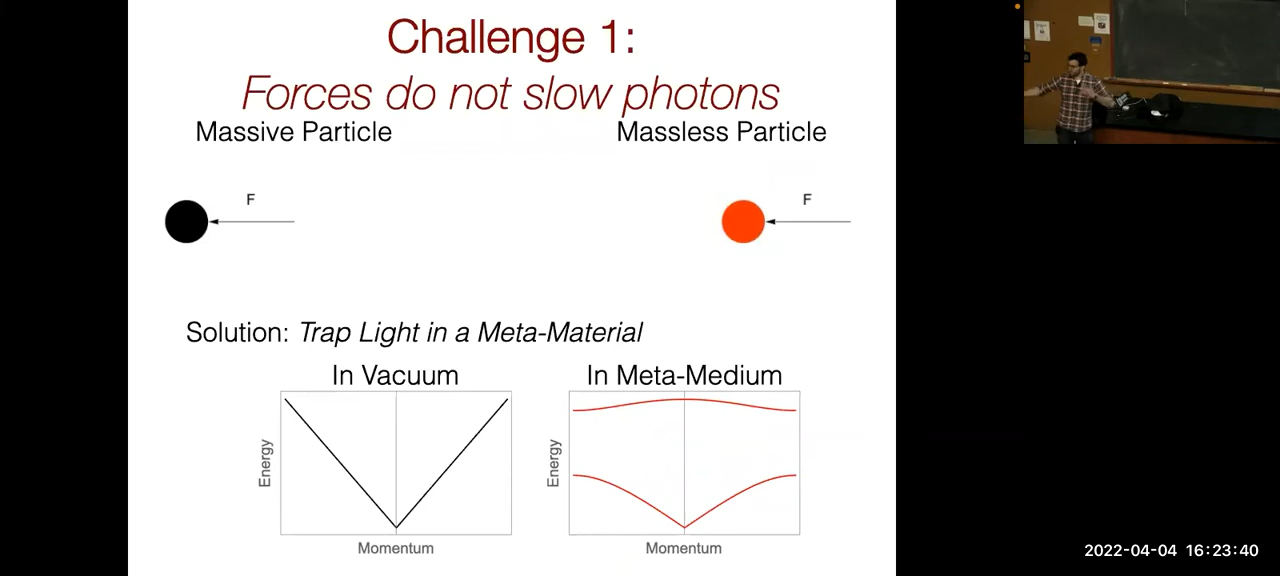 Challenge 1:
Forces do not slow photons
Massive Particle
Massless Particle
F
F
Solution: Trap Light in a Meta-Material
In Vacuum
In Meta-Medium
Energy
Energy
Momentum
Momentum
2022-04-04 16:23:40